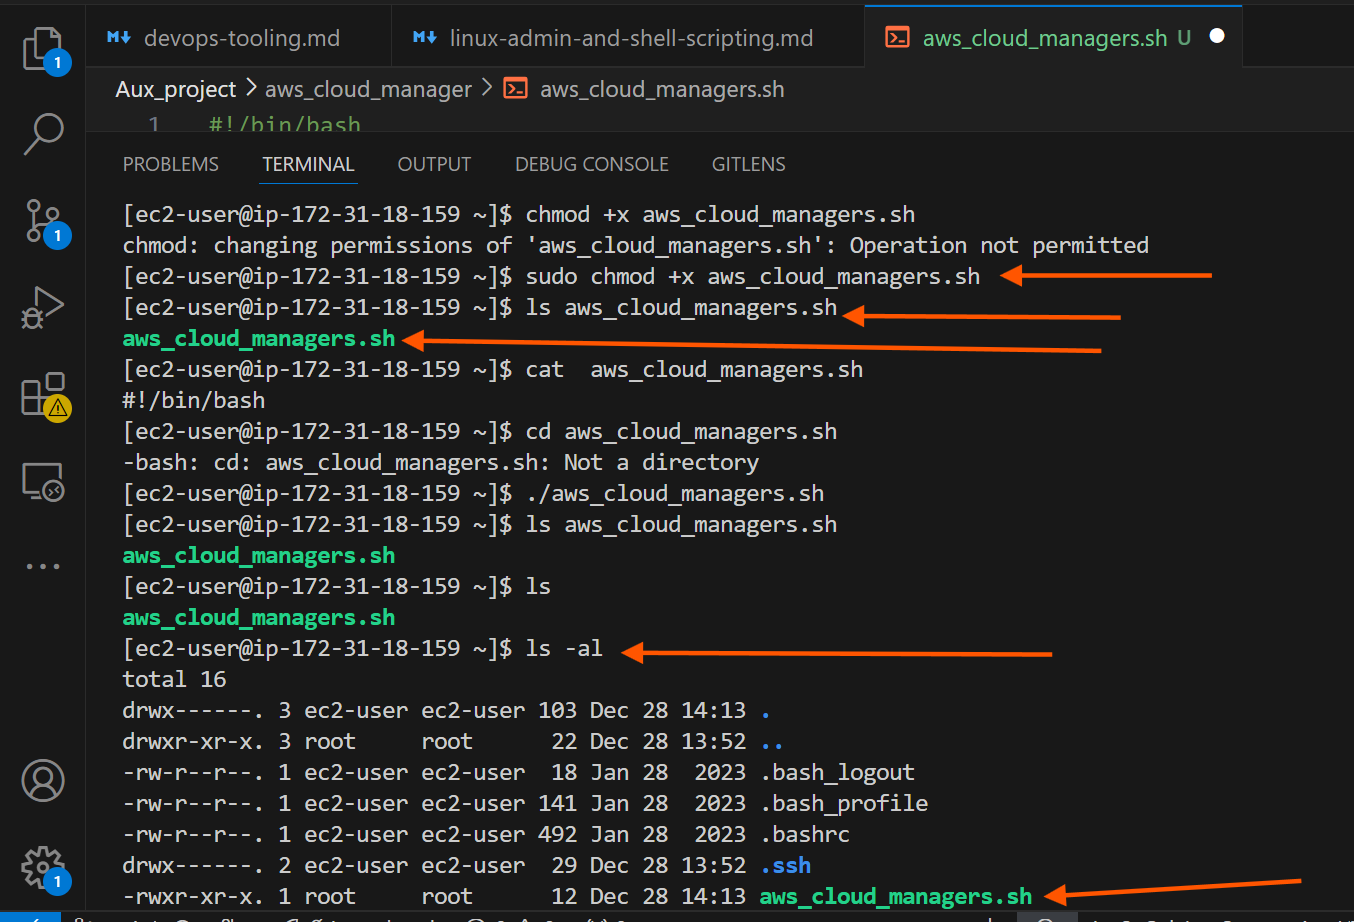 devops-tooling.md linux-admin-and-shell-scripting.md aws_cloud_managers.sh U
1
Aux_project > aws_cloud_manager > aws_cloud_managers.sh
1 #!/bin/bash
PROBLEMS TERMINAL OUTPUT DEBUG CONSOLE GITLENS
[ec2-user@ip-172-31-18-159 ~]$ chmod +x aws_cloud_managers.sh
chmod: changing permissions of 'aws_cloud_managers.sh': Operation not permitted
[ec2-user@ip-172-31-18-159 ~]$ sudo chmod +x aws_cloud_managers.sh
[ec2-user@ip-172-31-18-159 ~]$ ls aws_cloud_managers.sh
aws_cloud_managers.sh
[ec2-user@ip-172-31-18-159 ~]$ cat  aws_cloud_managers.sh
#!/bin/bash
[ec2-user@ip-172-31-18-159 ~]$ cd aws_cloud_managers.sh
-bash: cd: aws_cloud_managers.sh: Not a directory
[ec2-user@ip-172-31-18-159 ~]$ ./aws_cloud_managers.sh
[ec2-user@ip-172-31-18-159 ~]$ ls aws_cloud_managers.sh
aws_cloud_managers.sh
[ec2-user@ip-172-31-18-159 ~]$ ls
aws_cloud_managers.sh
[ec2-user@ip-172-31-18-159 ~]$ ls -al
total 16
drwx------. 3 ec2-user ec2-user 103 Dec 28 14:13 .
drwxr-xr-x. 3 root     root      22 Dec 28 13:52 ..
-rw-r--r--. 1 ec2-user ec2-user  18 Jan 28  2023 .bash_logout
-rw-r--r--. 1 ec2-user ec2-user 141 Jan 28  2023 .bash_profile
-rw-r--r--. 1 ec2-user ec2-user 492 Jan 28  2023 .bashrc
drwx------. 2 ec2-user ec2-user  29 Dec 28 13:52 .ssh
-rwxr-xr-x. 1 root     root      12 Dec 28 14:13 aws_cloud_managers.sh
1
1